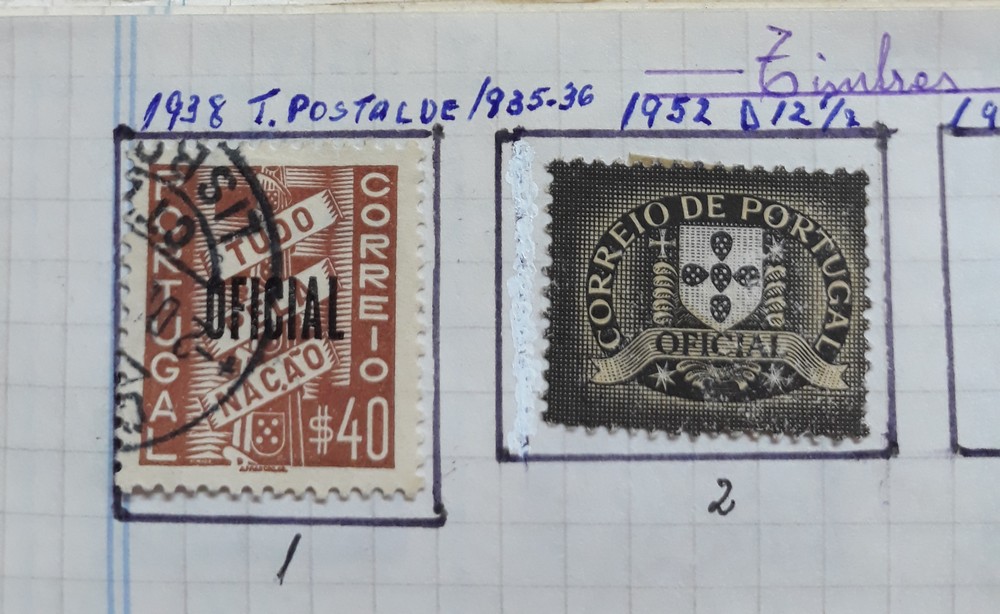 Timbres
1938 T. POSTAL DE 1935-36
1952 D 12 1/2
19
PORTUGAL
CORREIO
TUDO
NAÇÃO
OFICIAL
$40
CORREIO DE PORTUGAL
OFICIAL
1
2